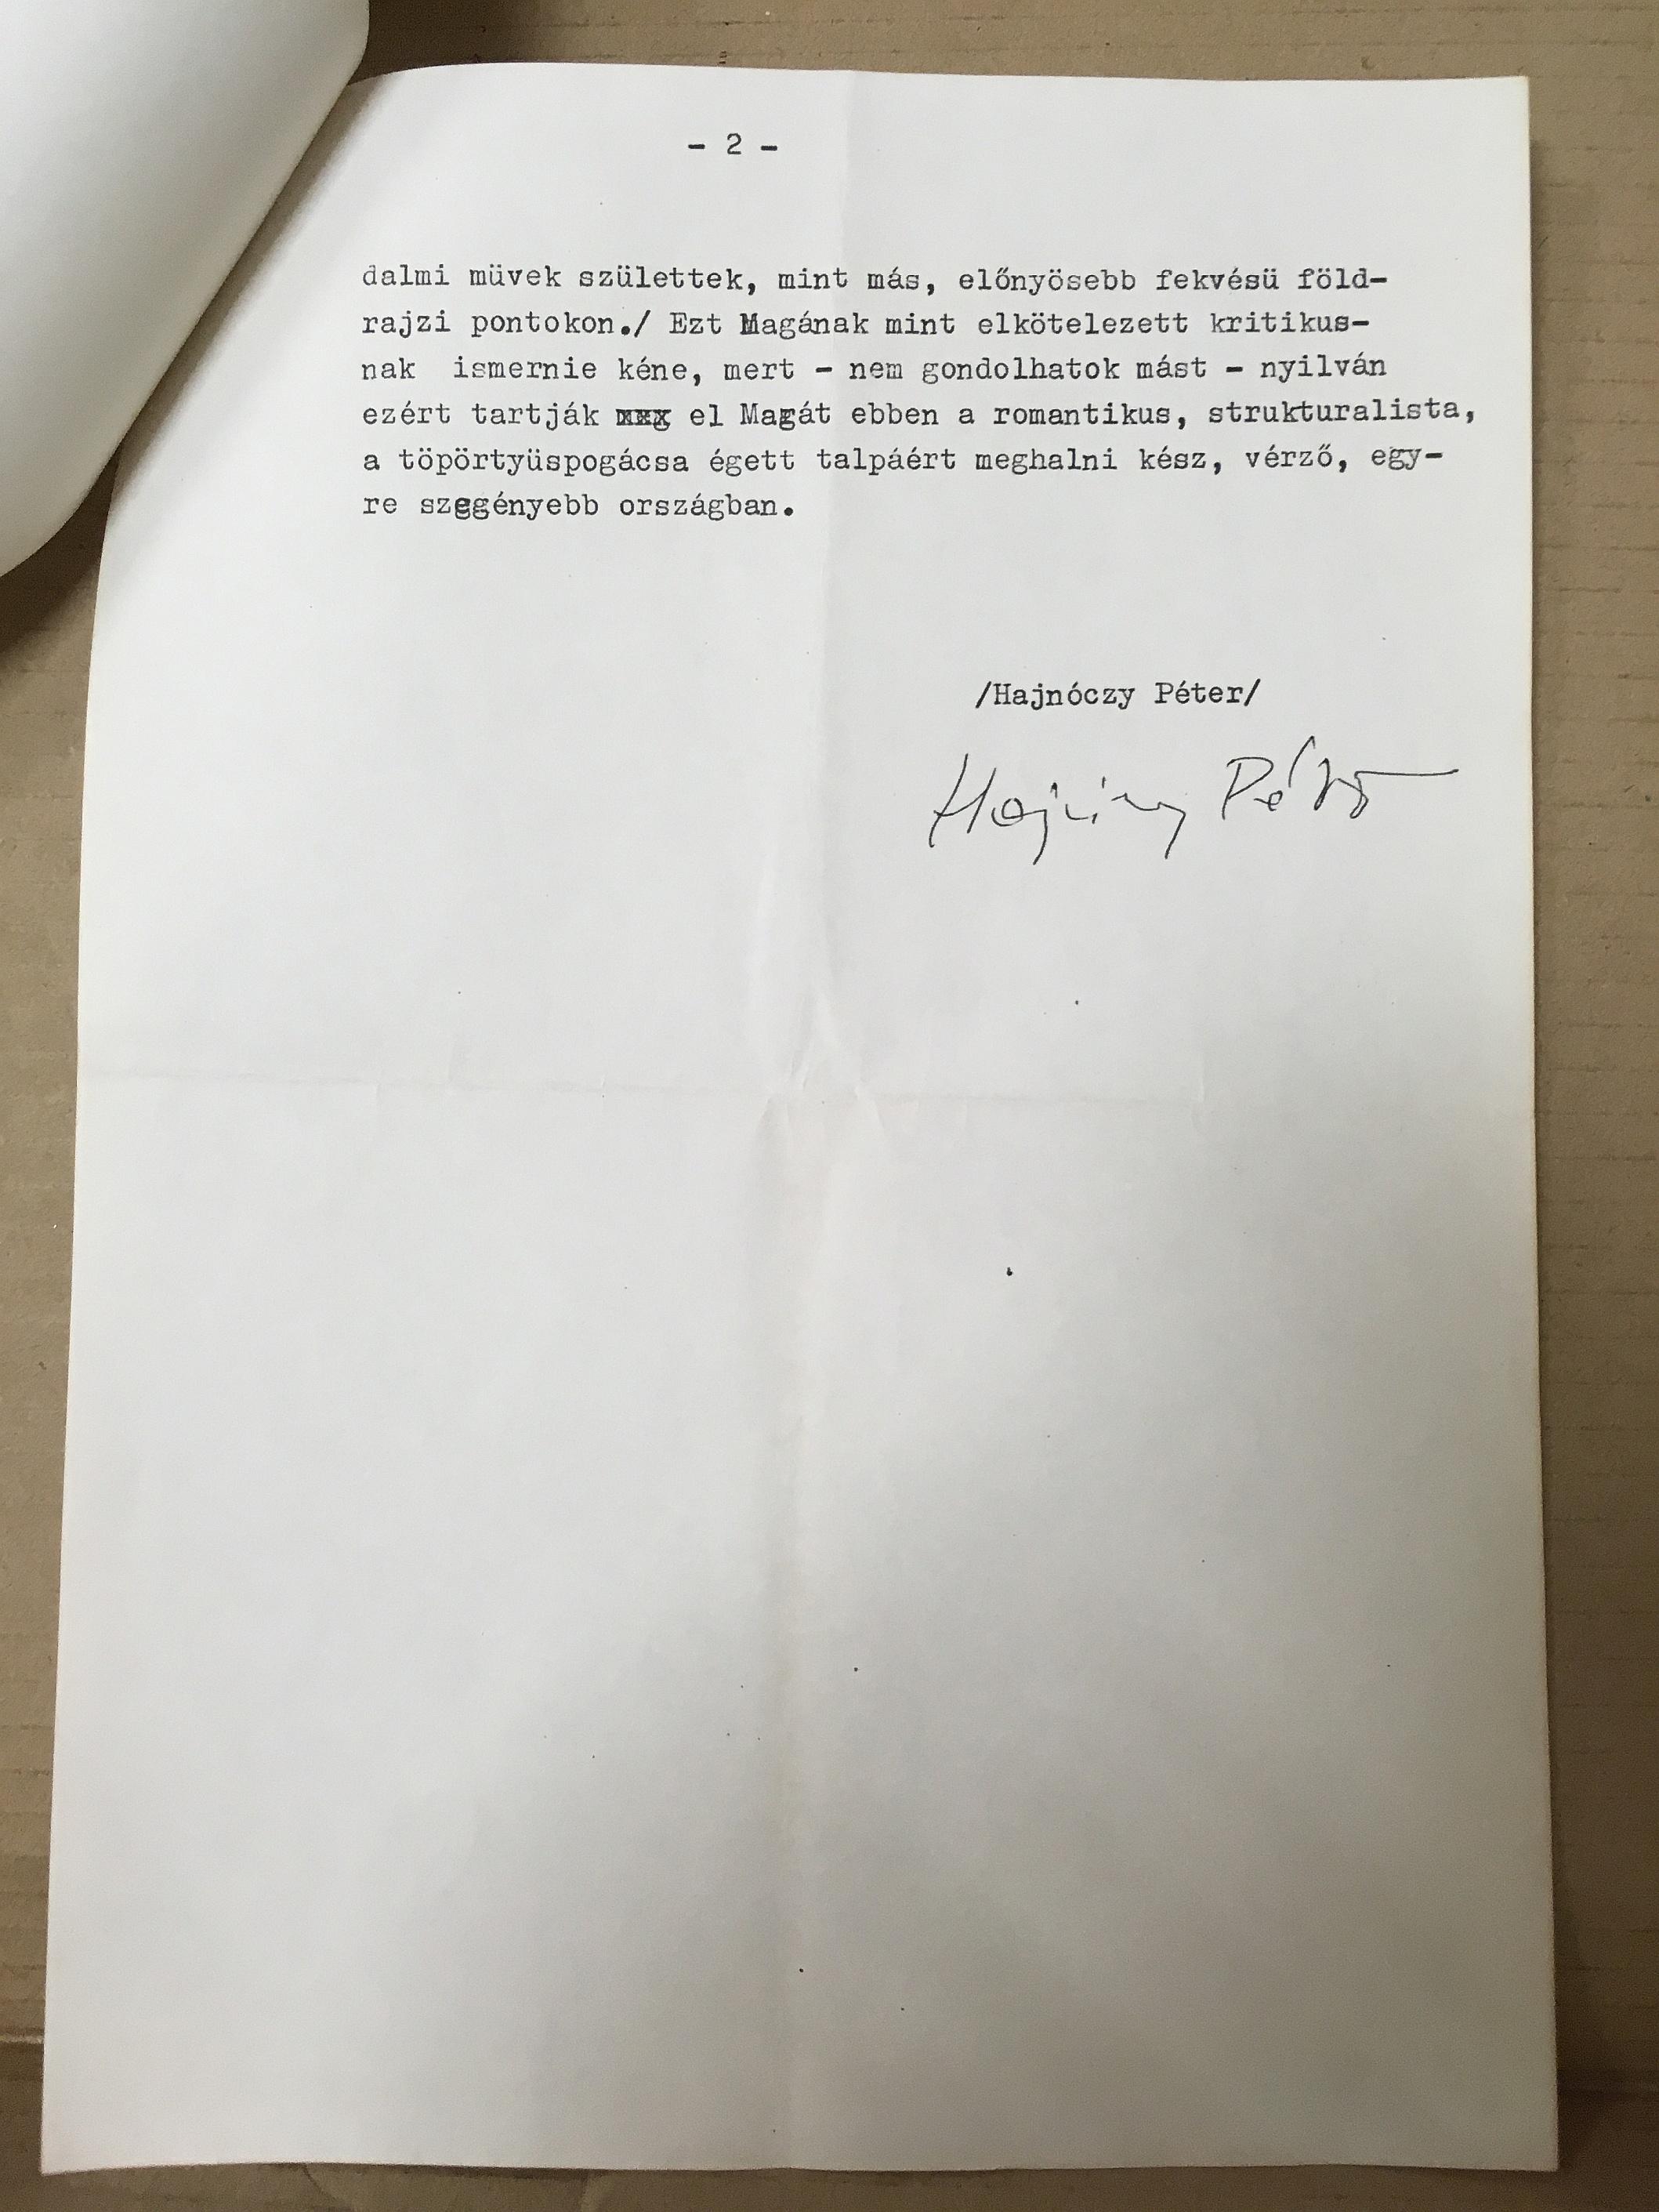 - 2 -
dalmi müvek születtek, mint más, előnyösebb fekvésü föld-
rajzi pontokon./ Ezt Magának mint elkötelezett kritikus-
nak ismernie kéne, mert - nem gondolhatok mást - nyilván
ezért tartják xxx el Magát ebben a romantikus, strukturalista,
a töpörtyüspogácsa égett talpáért meghalni kész, vérző, egy-
re szegényebb országban.
/Hajnóczy Péter/
Hajnóczy Péter